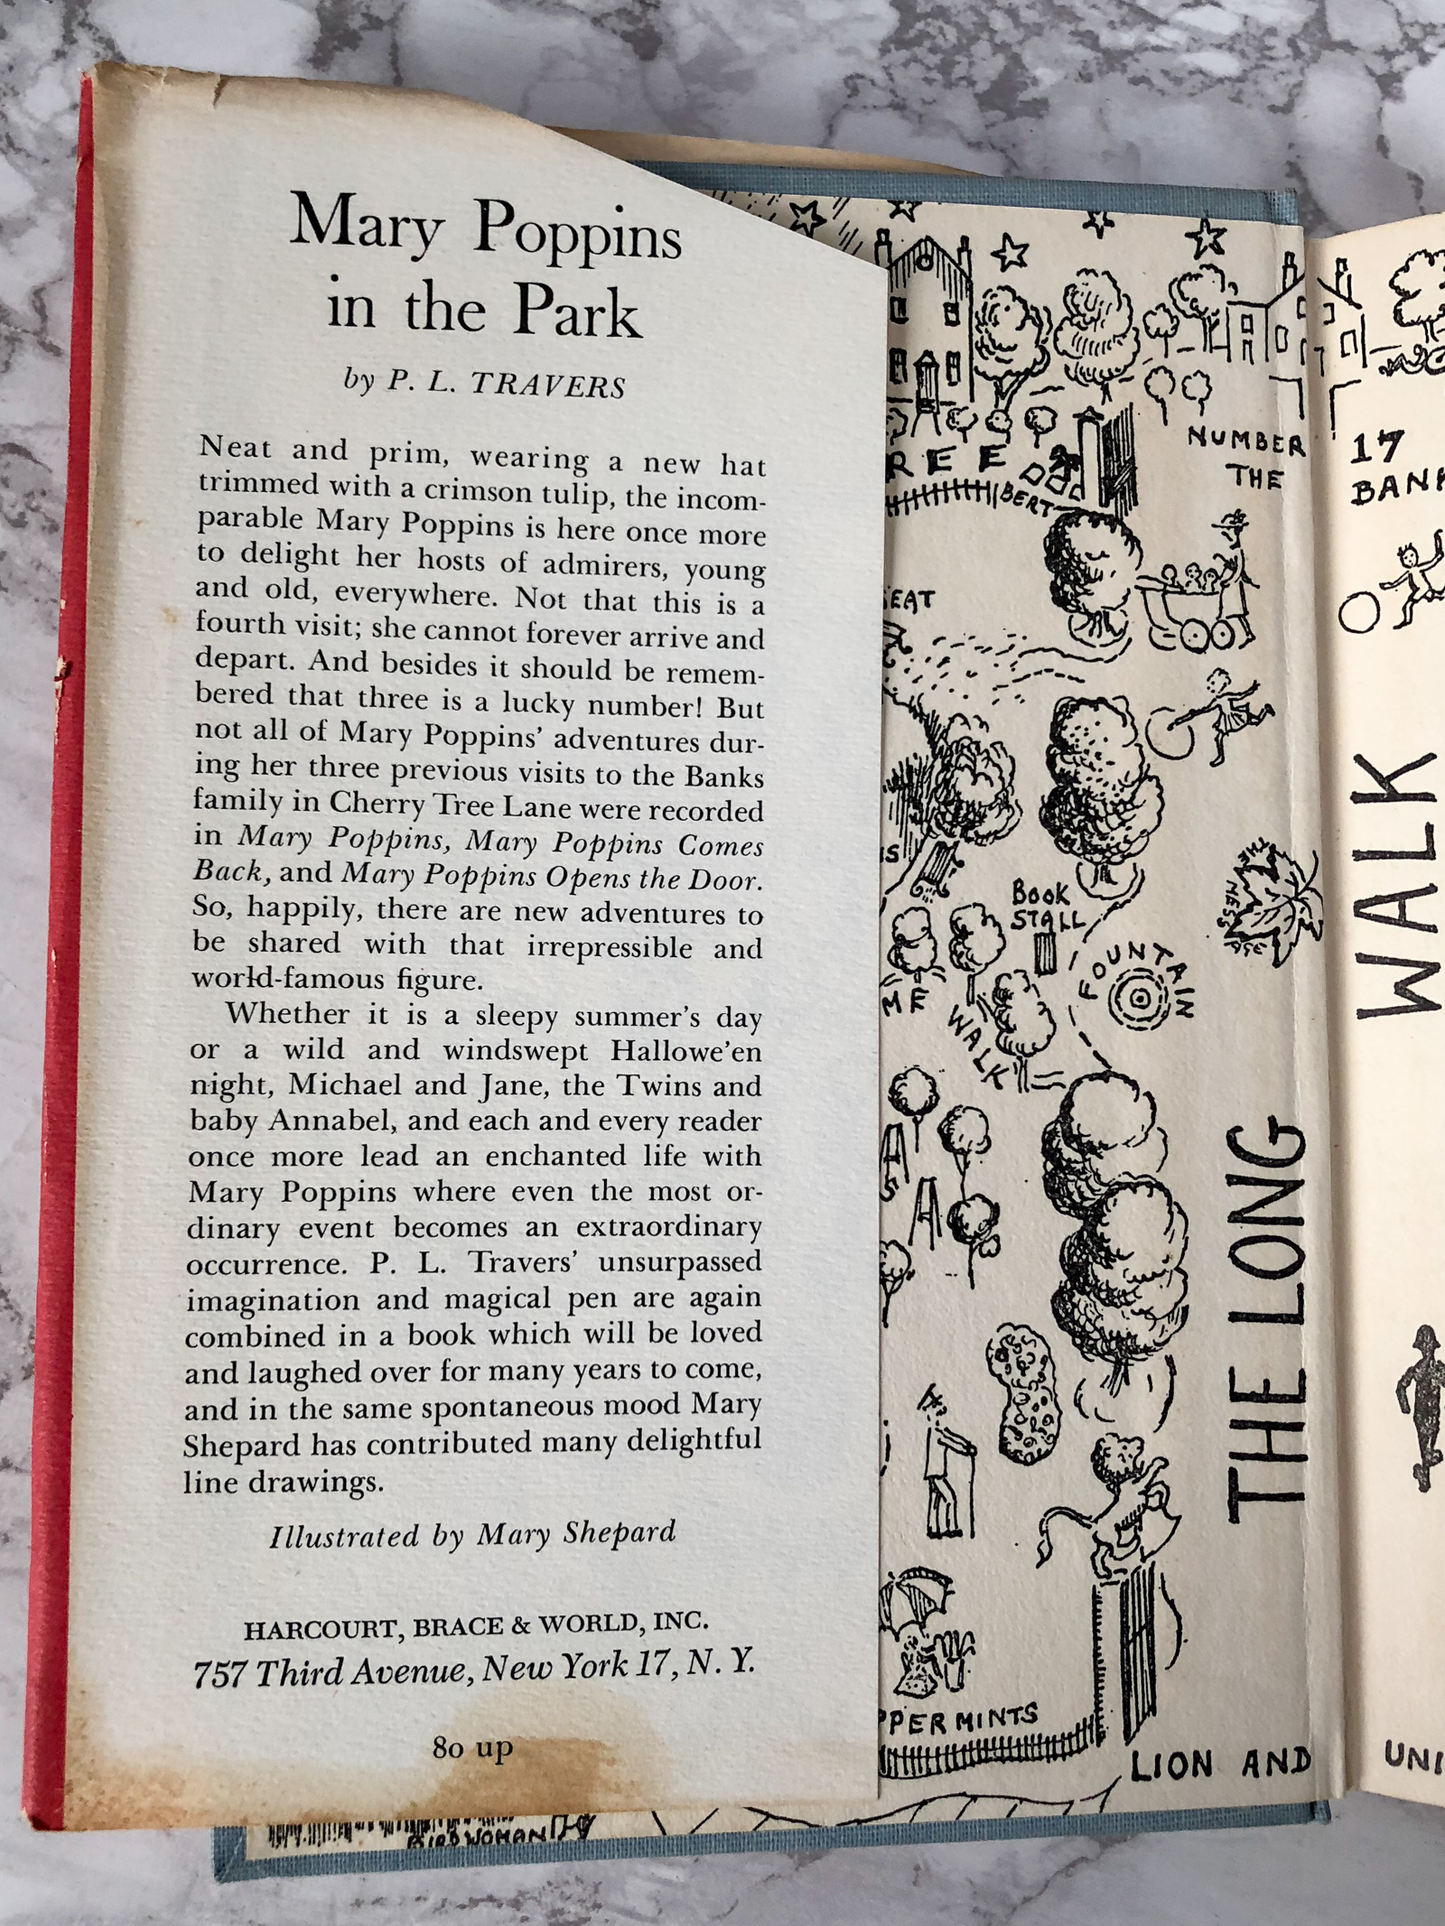 Mary Poppins
in the Park
by P. L. TRAVERS
Neat and prim, wearing a new hat
trimmed with a crimson tulip, the incom-
parable Mary Poppins is here once more
to delight her hosts of admirers, young
and old, everywhere. Not that this is a
fourth visit; she cannot forever arrive and
depart. And besides it should be remem-
bered that three is a lucky number! But
not all of Mary Poppins’ adventures dur-
ing her three previous visits to the Banks
family in Cherry Tree Lane were recorded
in Mary Poppins, Mary Poppins Comes
Back, and Mary Poppins Opens the Door.
So, happily, there are new adventures to
be shared with that irrepressible and
world-famous figure.
Whether it is a sleepy summer’s day
or a wild and windswept Hallowe’en
night, Michael and Jane, the Twins and
baby Annabel, and each and every reader
once more lead an enchanted life with
Mary Poppins where even the most or-
dinary event becomes an extraordinary
occurrence. P. L. Travers’ unsurpassed
imagination and magical pen are again
combined in a book which will be loved
and laughed over for many years to come,
and in the same spontaneous mood Mary
Shepard has contributed many delightful
line drawings.
Illustrated by Mary Shepard
HARCOURT, BRACE & WORLD, INC.
757 Third Avenue, New York 17, N. Y.
80 up
REE
BERT
NUMBER 17
THE BANK
EAT
IS
BOOK
STALL
FOUNTAIN
ME
WALK
S
THE LONG
WALK
PPERMINTS
LION AND UNI
BIRD WOMAN